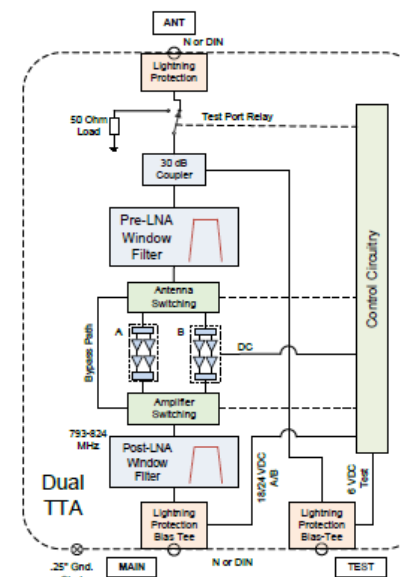 ANT
N or DIN
Lightning
Protection
50 Ohm
Load
Test Port Relay
30 dB
Coupler
Pre-LNA
Window
Filter
Control Circuitry
Antenna
Switching
Bypass Path
A
B
DC
Amplifier
Switching
793-824
MHz
Post-LNA
Window
Filter
18/24 VDC
A/B
6 VDC
Test
Dual
TTA
Lightning
Protection
Bias Tee
Lightning
Protection
Bias-Tee
.25" Gnd.
MAIN
N or DIN
TEST